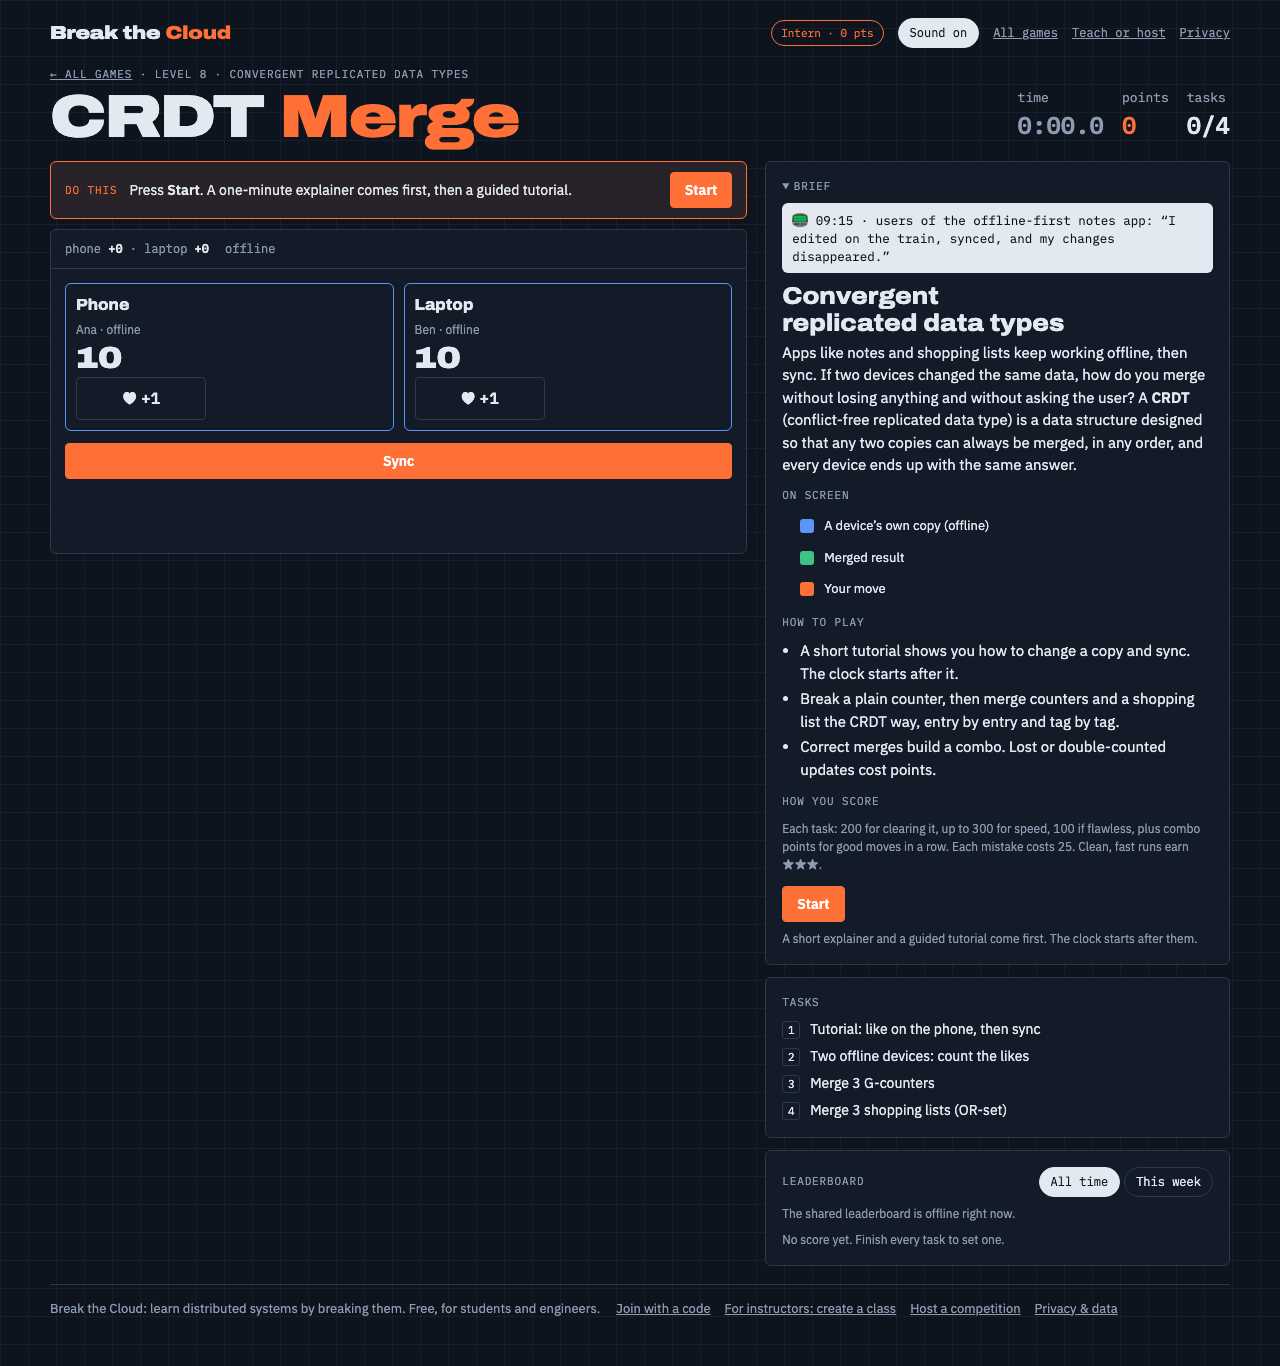 Break the Cloud
Intern · 0 pts
Sound on
All games
Teach or host
Privacy
← ALL GAMES · LEVEL 8 · CONVERGENT REPLICATED DATA TYPES
CRDT Merge
time
0:00.0
points
0
tasks
0/4
DO THIS Press Start. A one-minute explainer comes first, then a guided tutorial.
Start
phone +0 · laptop +0 offline
Phone
Ana · offline
10
♥ +1
Laptop
Ben · offline
10
♥ +1
Sync
▼ BRIEF
09:15 · users of the offline-first notes app: “I
edited on the train, synced, and my changes
disappeared.”
Convergent
replicated data types
Apps like notes and shopping lists keep working offline, then
sync. If two devices changed the same data, how do you merge
without losing anything and without asking the user? A CRDT
(conflict-free replicated data type) is a data structure designed
so that any two copies can always be merged, in any order, and
every device ends up with the same answer.
ON SCREEN
A device’s own copy (offline)
Merged result
Your move
HOW TO PLAY
• A short tutorial shows you how to change a copy and sync.
The clock starts after it.
• Break a plain counter, then merge counters and a shopping
list the CRDT way, entry by entry and tag by tag.
• Correct merges build a combo. Lost or double-counted
updates cost points.
HOW YOU SCORE
Each task: 200 for clearing it, up to 300 for speed, 100 if flawless, plus combo
points for good moves in a row. Each mistake costs 25. Clean, fast runs earn
★★★.
Start
A short explainer and a guided tutorial come first. The clock starts after them.
TASKS
1 Tutorial: like on the phone, then sync
2 Two offline devices: count the likes
3 Merge 3 G-counters
4 Merge 3 shopping lists (OR-set)
LEADERBOARD
All time
This week
The shared leaderboard is offline right now.
No score yet. Finish every task to set one.
Break the Cloud: learn distributed systems by breaking them. Free, for students and engineers.
Join with a code
For instructors: create a class
Host a competition
Privacy & data